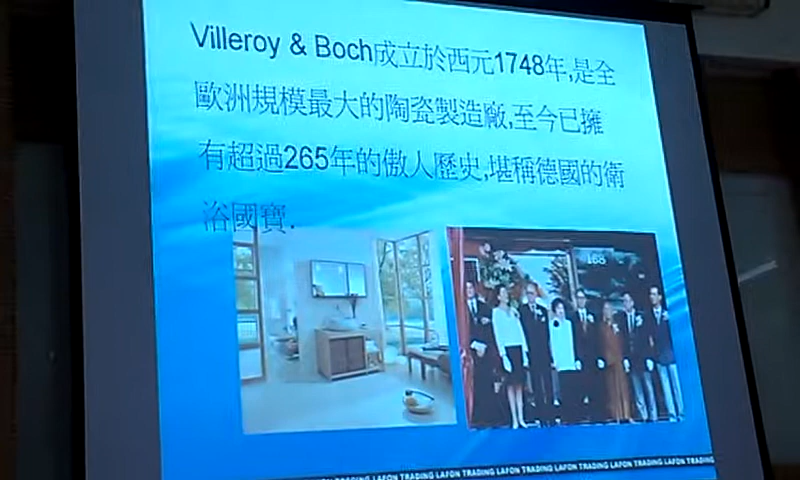 Villeroy & Boch成立於西元1748年,是全
歐洲規模最大的陶瓷製造廠,至今已擁
有超過265年的傲人歷史,堪稱德國的衛
浴國寶.
168
TRADING LAFON TRADING LAFON TRADING LAFON TRADING LAFON TRADING LAFON TRADING